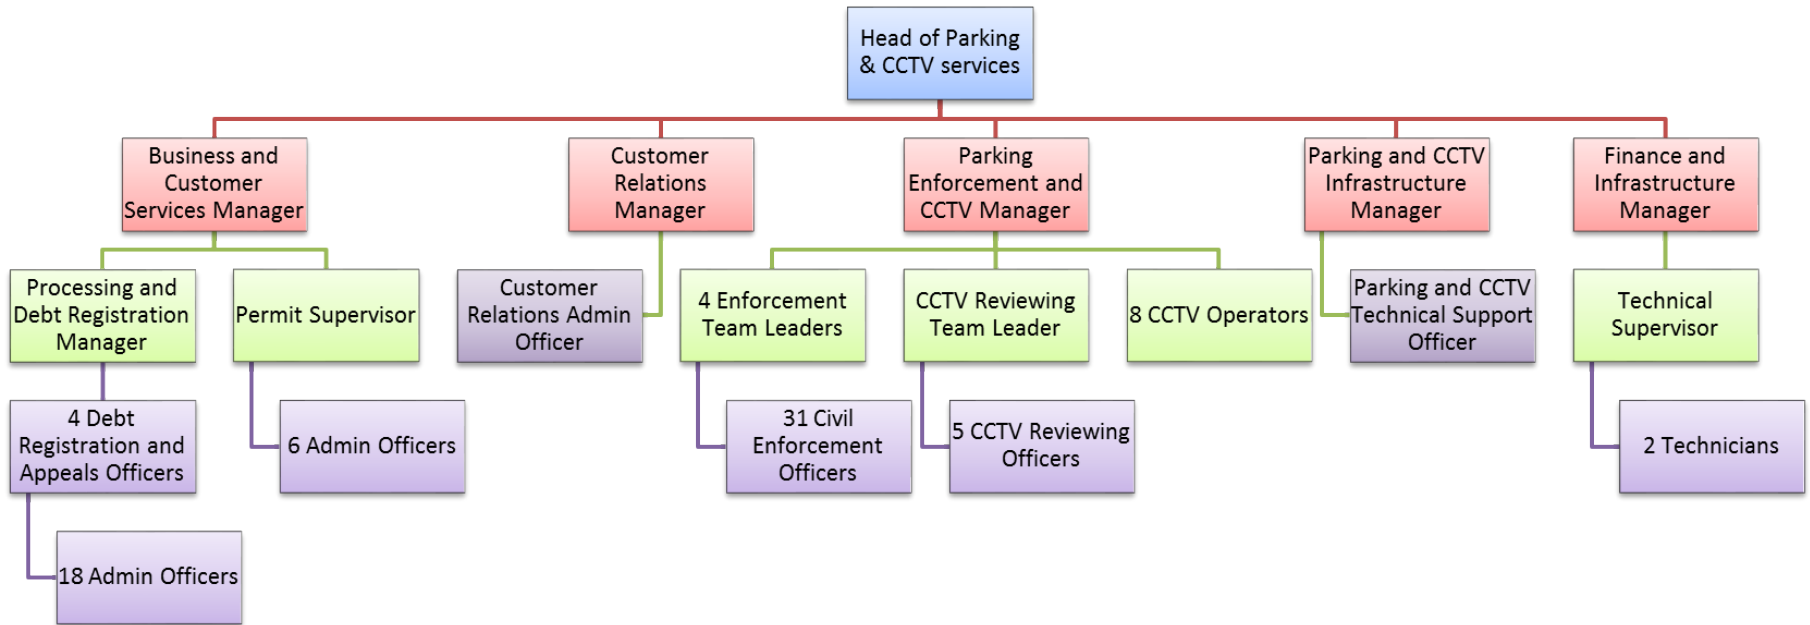 Head of Parking
& CCTV services
Business and
Customer
Services Manager
Customer
Relations
Manager
Parking
Enforcement and
CCTV Manager
Parking and CCTV
Infrastructure
Manager
Finance and
Infrastructure
Manager
Processing and
Debt Registration
Manager
Permit Supervisor
Customer
Relations Admin
Officer
4 Enforcement
Team Leaders
CCTV Reviewing
Team Leader
8 CCTV Operators
Parking and CCTV
Technical Support
Officer
Technical
Supervisor
4 Debt
Registration and
Appeals Officers
6 Admin Officers
31 Civil
Enforcement
Officers
5 CCTV Reviewing
Officers
2 Technicians
18 Admin Officers